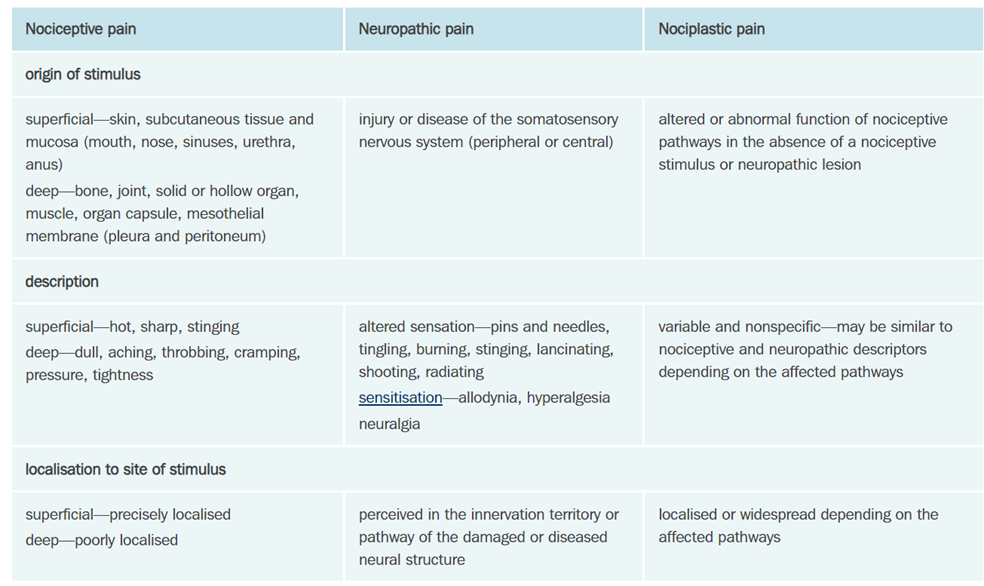 Nociceptive pain
Neuropathic pain
Nociplastic pain
origin of stimulus
superficial—skin, subcutaneous tissue and
mucosa (mouth, nose, sinuses, urethra,
anus)
deep—bone, joint, solid or hollow organ,
muscle, organ capsule, mesothelial
membrane (pleura and peritoneum)
injury or disease of the somatosensory
nervous system (peripheral or central)
altered or abnormal function of nociceptive
pathways in the absence of a nociceptive
stimulus or neuropathic lesion
description
superficial—hot, sharp, stinging
deep—dull, aching, throbbing, cramping,
pressure, tightness
altered sensation—pins and needles,
tingling, burning, stinging, lancinating,
shooting, radiating
sensitisation—allodynia, hyperalgesia
neuralgia
variable and nonspecific—may be similar to
nociceptive and neuropathic descriptors
depending on the affected pathways
localisation to site of stimulus
superficial—precisely localised
deep—poorly localised
perceived in the innervation territory or
pathway of the damaged or diseased
neural structure
localised or widespread depending on the
affected pathways